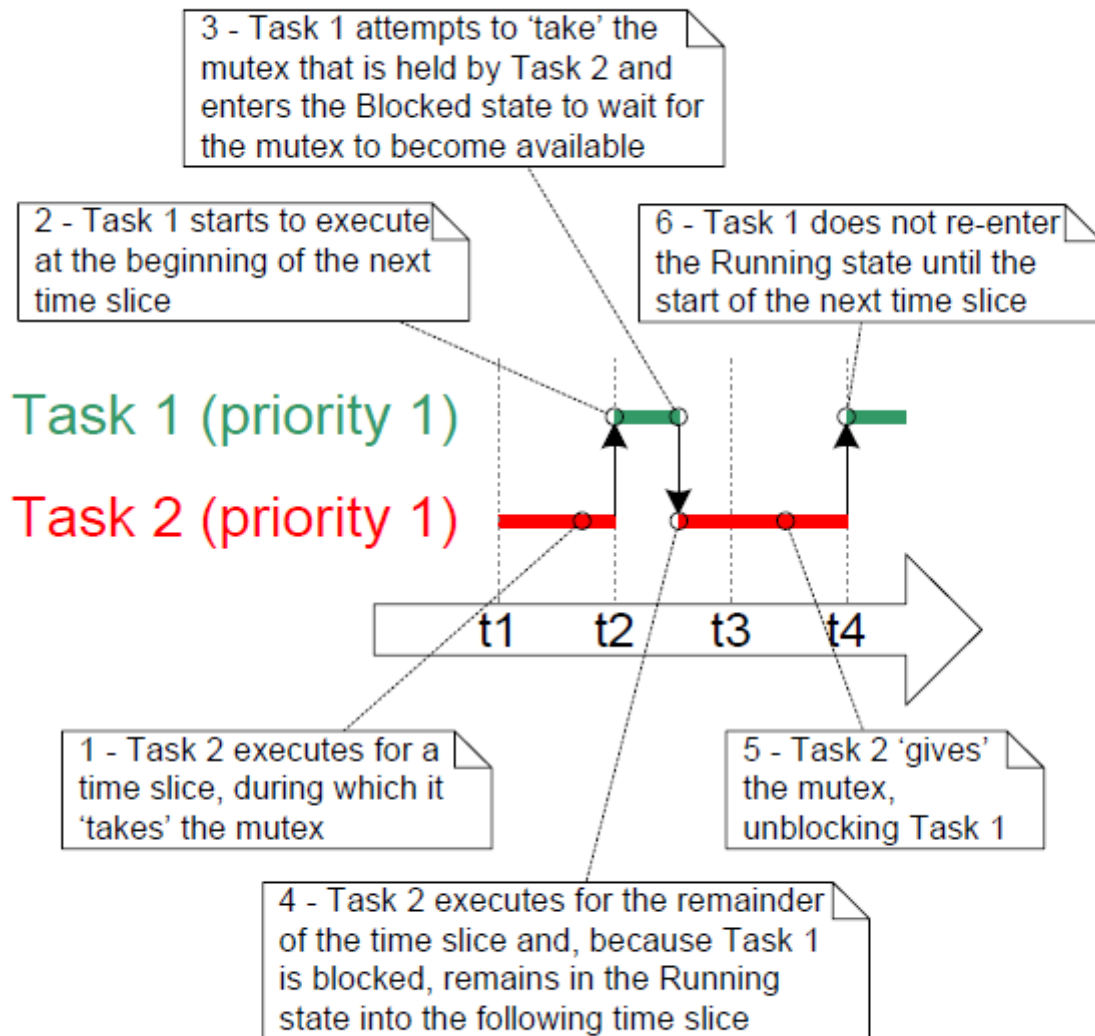 3 - Task 1 attempts to ‘take’ the
mutex that is held by Task 2 and
enters the Blocked state to wait for
the mutex to become available
2 - Task 1 starts to execute
at the beginning of the next
time slice
6 - Task 1 does not re-enter
the Running state until the
start of the next time slice
Task 1 (priority 1)
Task 2 (priority 1)
t1 t2 t3 t4
1 - Task 2 executes for a
time slice, during which it
‘takes’ the mutex
5 - Task 2 ‘gives’
the mutex,
unblocking Task 1
4 - Task 2 executes for the remainder
of the time slice and, because Task 1
is blocked, remains in the Running
state into the following time slice